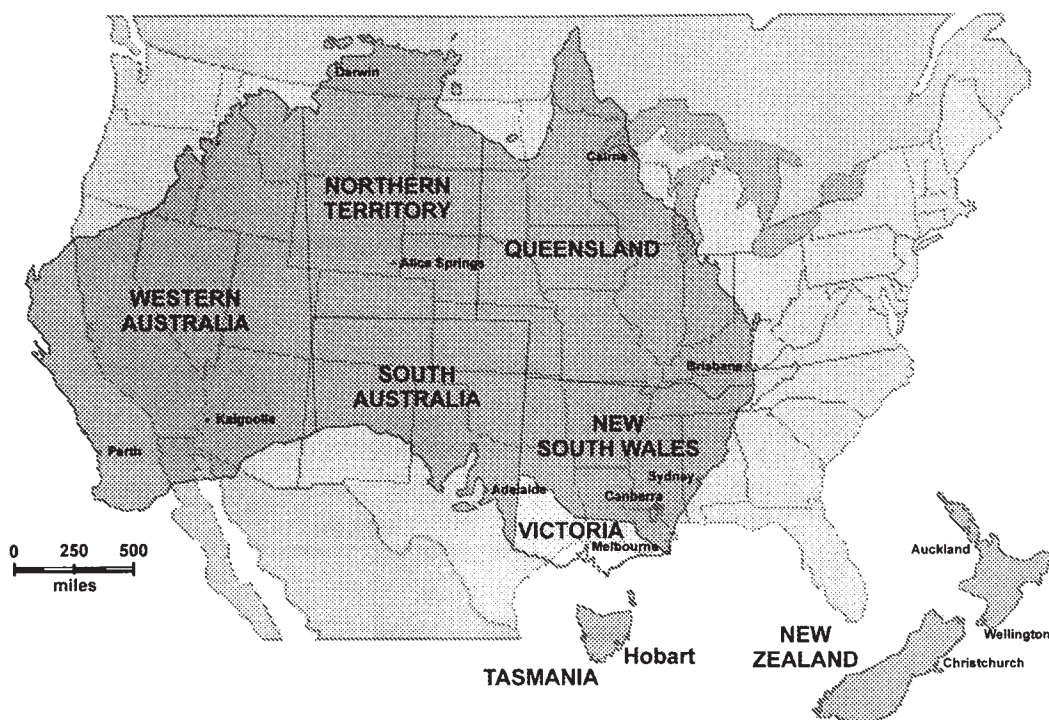 Darwin
Cairns
NORTHERN
TERRITORY
QUEENSLAND
Alice Springs
WESTERN
AUSTRALIA
Brisbane
SOUTH
AUSTRALIA
Kalgoolie
NEW
SOUTH WALES
Perth
Sydney
Adelaide
Canberra
VICTORIA
Melbourne
0 250 500
miles
Auckland
NEW
ZEALAND
Wellington
Christchurch
Hobart
TASMANIA